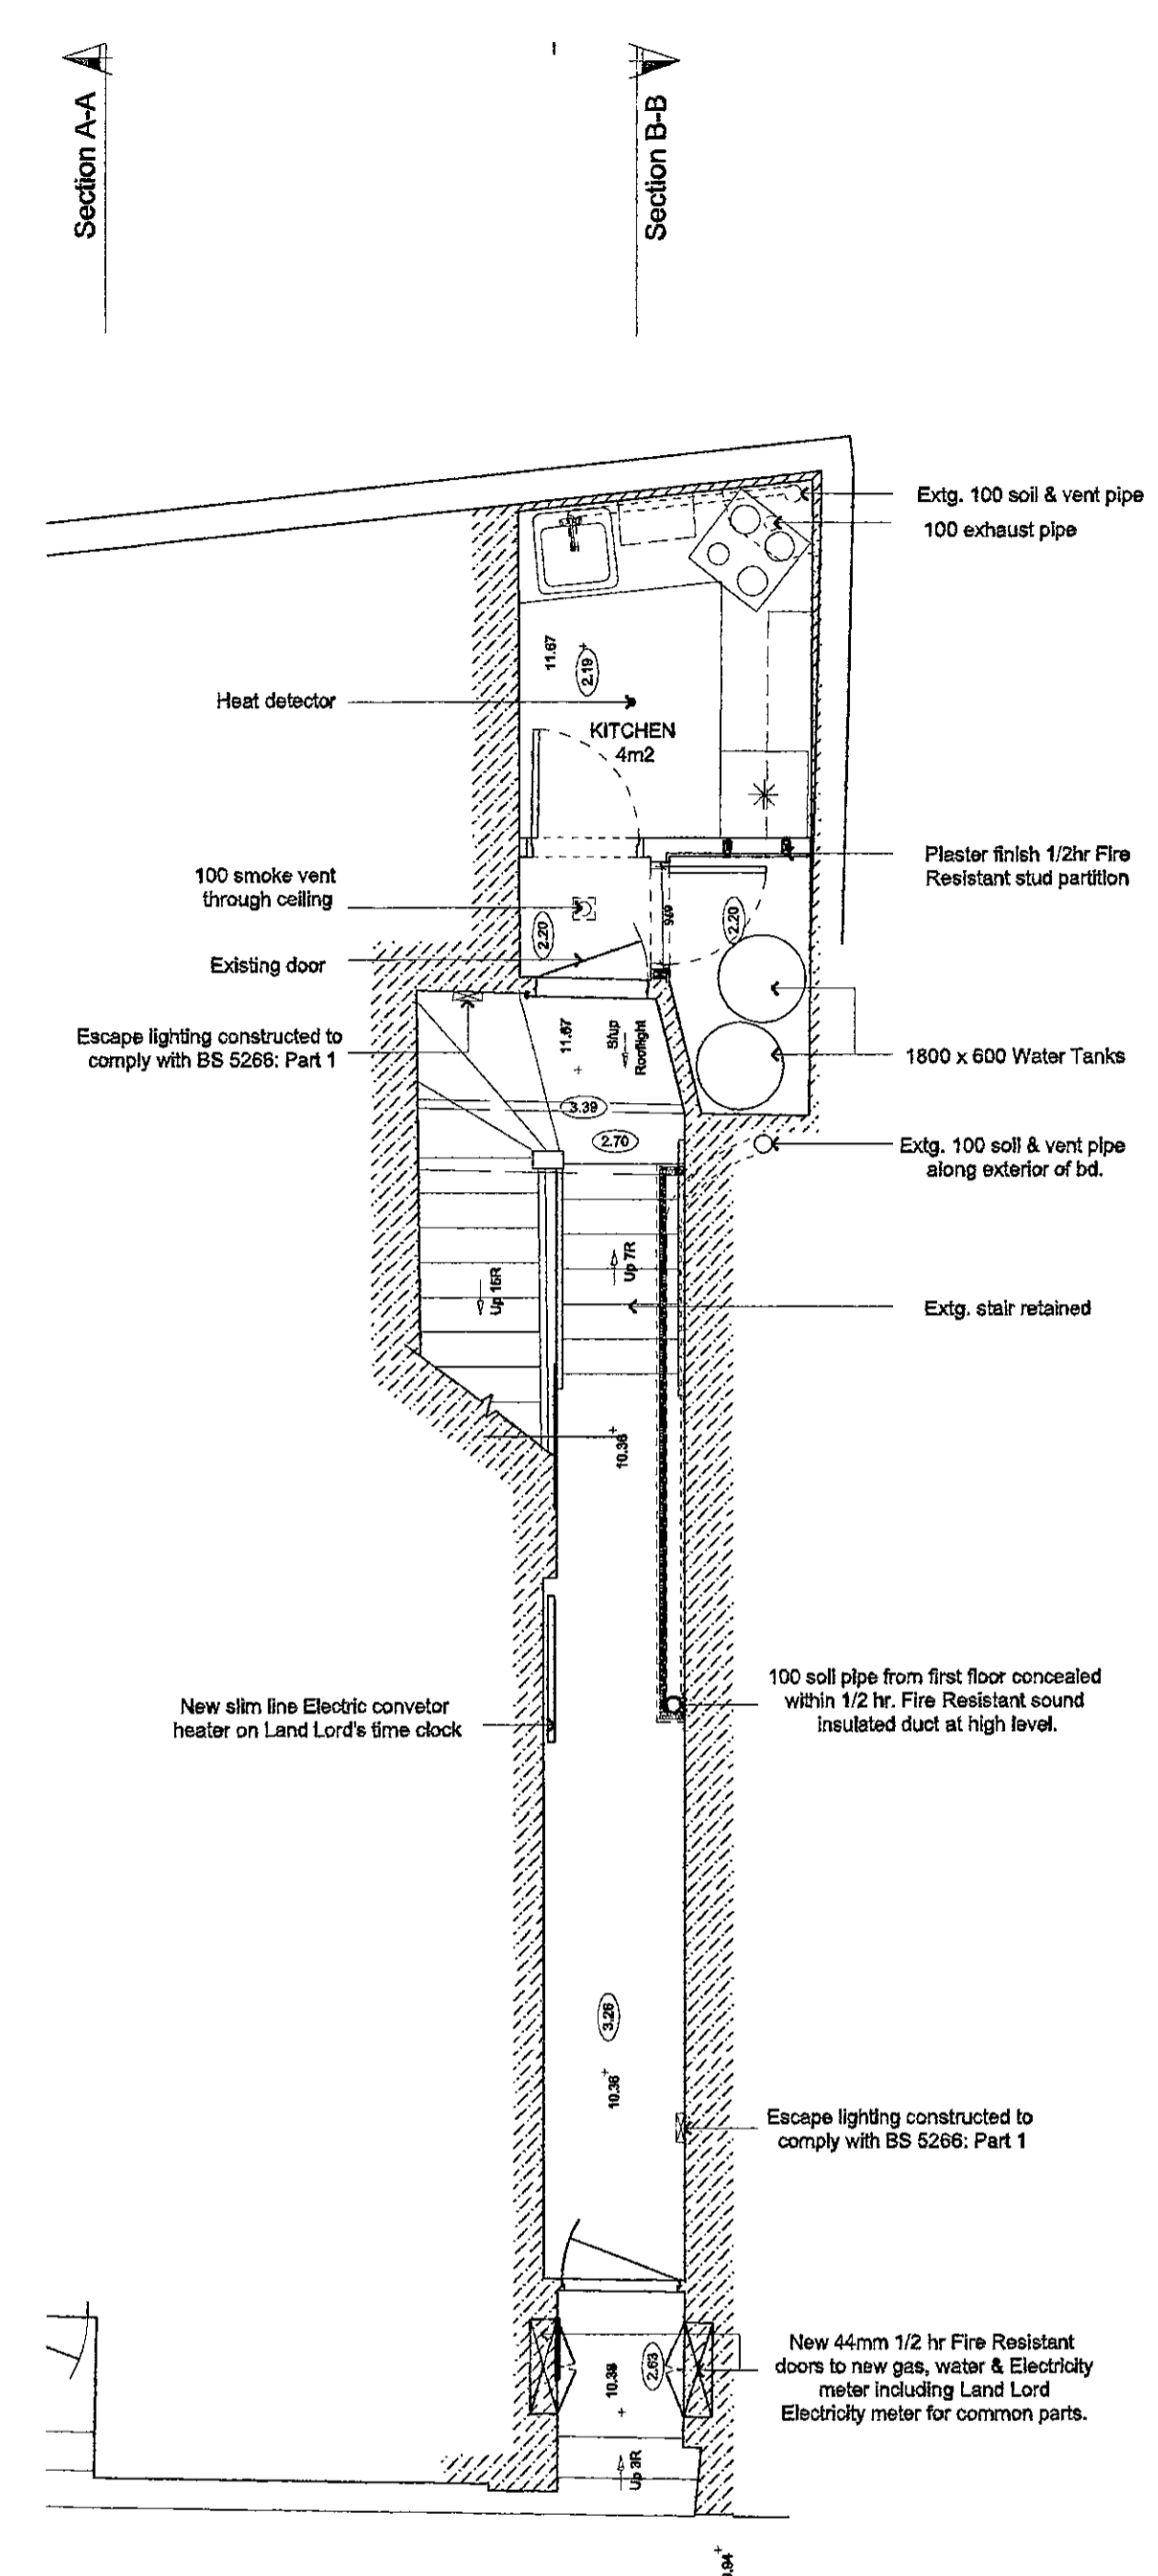 Section A-A
Section B-B
Extg. 100 soil & vent pipe
100 exhaust pipe
11.67
2.19
Heat detector
KITCHEN
4m2
Plaster finish 1/2hr Fire
Resistant stud partition
100 smoke vent
through ceiling
2.20
2.20
Existing door
Escape lighting constructed to
comply with BS 5266: Part 1
11.67
Rooflight
1800 x 600 Water Tanks
3.39
2.70
Extg. 100 soil & vent pipe
along exterior of bd.
Up 15R
Up 7R
Extg. stair retained
10.36
New slim line Electric convetor
heater on Land Lord's time clock
100 soil pipe from first floor concealed
within 1/2 hr. Fire Resistant sound
insulated duct at high level.
3.26
10.36
Escape lighting constructed to
comply with BS 5266: Part 1
10.38
2.63
New 44mm 1/2 hr Fire Resistant
doors to new gas, water & Electricity
meter including Land Lord
Electricity meter for common parts.
Up 3R